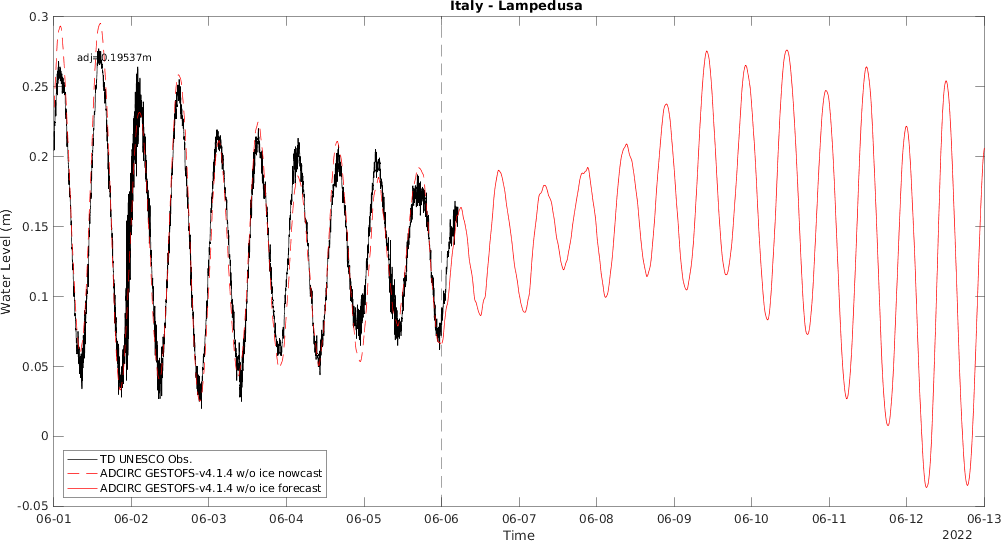 Italy - Lampedusa
0.3
adj=0.19537m
0.25
0.2
0.15
0.1
0.05
0
-0.05
Water Level (m)
TD UNESCO Obs.
ADCIRC GESTOFS-v4.1.4 w/o ice nowcast
ADCIRC GESTOFS-v4.1.4 w/o ice forecast
06-01 06-02 06-03 06-04 06-05 06-06 06-07 06-08 06-09 06-10 06-11 06-12 06-13
Time
2022